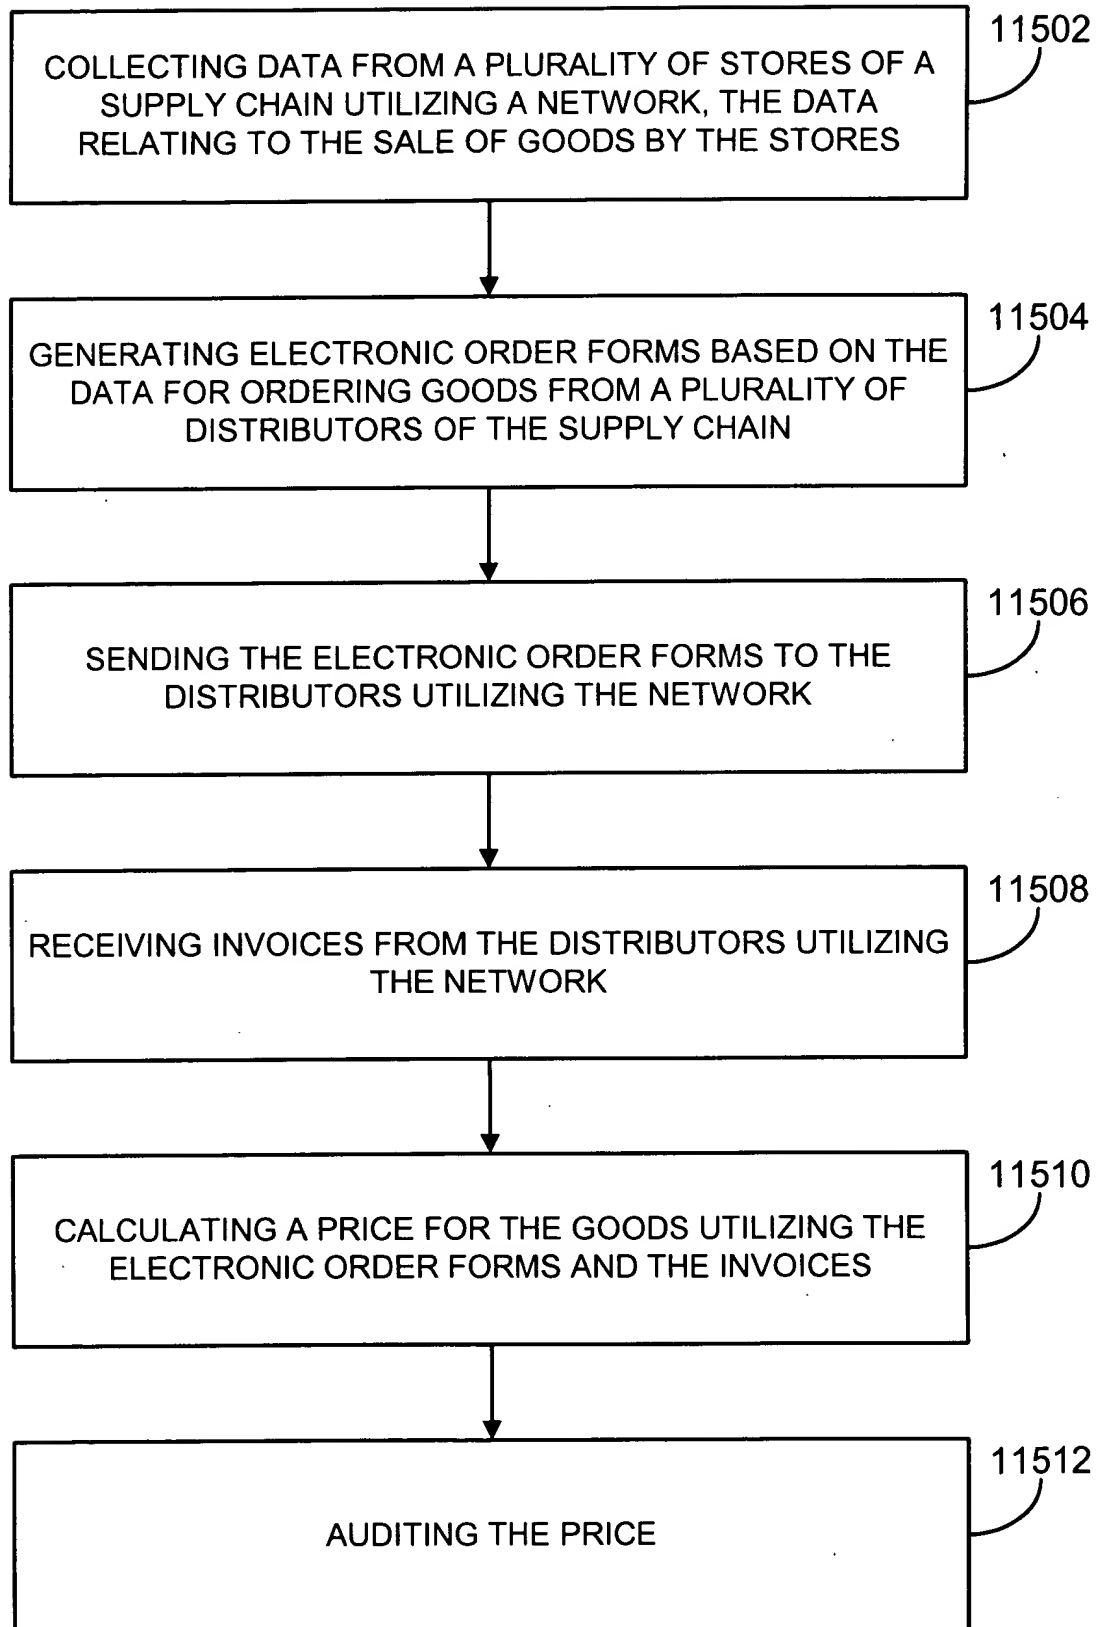 11502
COLLECTING DATA FROM A PLURALITY OF STORES OF A
SUPPLY CHAIN UTILIZING A NETWORK, THE DATA
RELATING TO THE SALE OF GOODS BY THE STORES
11504
GENERATING ELECTRONIC ORDER FORMS BASED ON THE
DATA FOR ORDERING GOODS FROM A PLURALITY OF
DISTRIBUTORS OF THE SUPPLY CHAIN
11506
SENDING THE ELECTRONIC ORDER FORMS TO THE
DISTRIBUTORS UTILIZING THE NETWORK
11508
RECEIVING INVOICES FROM THE DISTRIBUTORS UTILIZING
THE NETWORK
11510
CALCULATING A PRICE FOR THE GOODS UTILIZING THE
ELECTRONIC ORDER FORMS AND THE INVOICES
11512
AUDITING THE PRICE